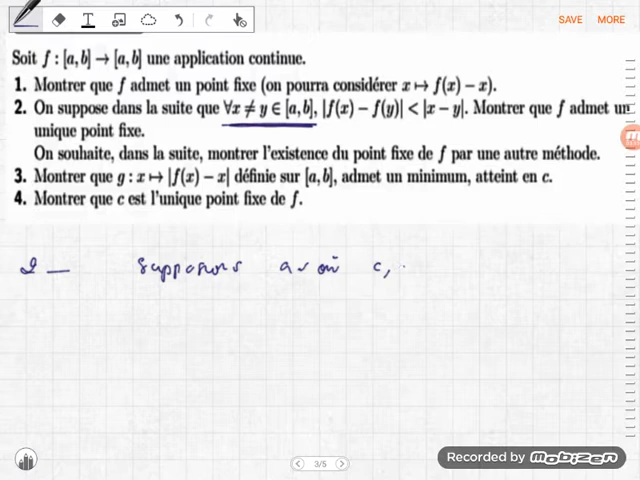 SAVE MORE
Soit f : [a, b] → [a, b] une application continue.
1. Montrer que f admet un point fixe (on pourra considérer x ↦ f(x) − x).
2. On suppose dans la suite que ∀x ≠ y ∈ [a, b], |f(x) − f(y)| < |x − y|. Montrer que f admet un
unique point fixe.
On souhaite, dans la suite, montrer l'existence du point fixe de f par une autre méthode.
3. Montrer que g : x ↦ |f(x) − x| définie sur [a, b], admet un minimum, atteint en c.
4. Montrer que c est l'unique point fixe de f.
2 — Supposons avoir c,
3/5
Recorded by MOBIZEN